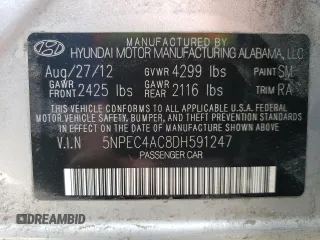 MANUFACTURED BY
HYUNDAI MOTOR MANUFACTURING ALABAMA, LLC
Aug/27/12 GVWR 4299 lbs PAINT SM
GAWR FRONT 2425 lbs GAWR REAR 2116 lbs TRIM RA
THIS VEHICLE CONFORMS TO ALL APPLICABLE U.S.A. FEDERAL
MOTOR VEHICLE SAFETY, BUMPER, AND THEFT PREVENTION
STANDARDS IN EFFECT ON THE DATE OF MANUFACTURE SHOWN ABOVE.
V.I.N 5NPEC4AC8DH591247
PASSENGER CAR
DREAMBID